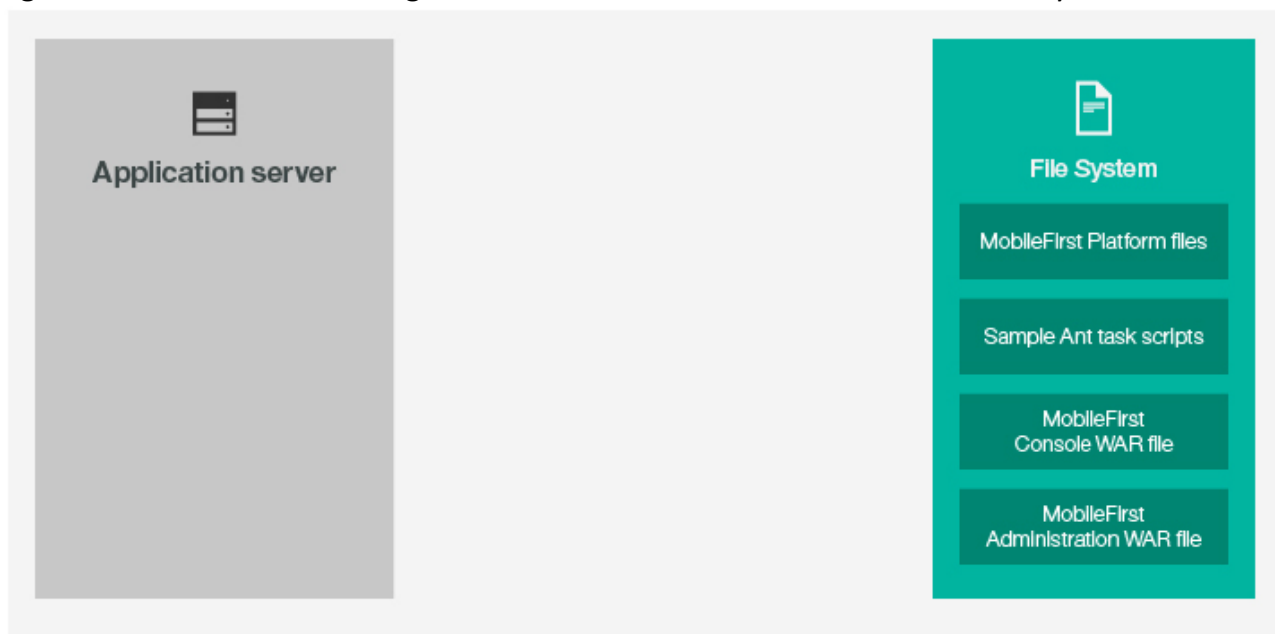 Application server
File System
MobileFirst Platform files
Sample Ant task scripts
MobileFirst
Console WAR file
MobileFirst
Administration WAR file